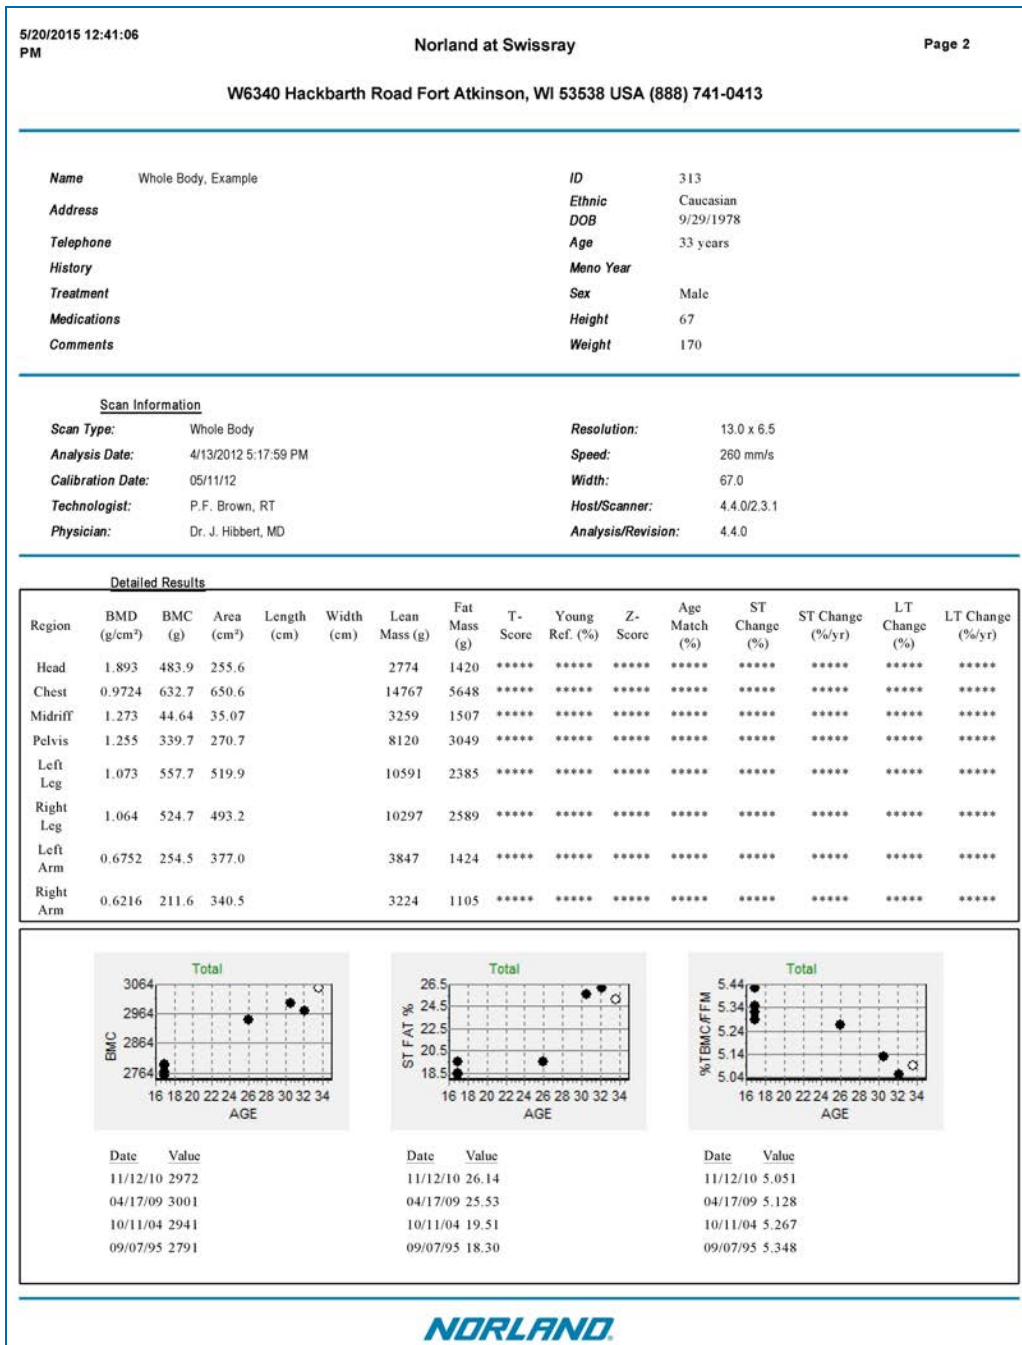 5/20/2015 12:41:06
PM
Norland at Swissray
Page 2
W6340 Hackbarth Road Fort Atkinson, WI 53538 USA (888) 741-0413
Name Whole Body, Example ID 313
Address Ethnic Caucasian
DOB 9/29/1978
Telephone Age 33 years
History Meno Year
Treatment Sex Male
Medications Height 67
Comments Weight 170
Scan Information
Scan Type: Whole Body Resolution: 13.0 x 6.5
Analysis Date: 4/13/2012 5:17:59 PM Speed: 260 mm/s
Calibration Date: 05/11/12 Width: 67.0
Technologist: P.F. Brown, RT Host/Scanner: 4.4.0/2.3.1
Physician: Dr. J. Hibbert, MD Analysis/Revision: 4.4.0
Detailed Results
Region BMD (g/cm²) BMC (g) Area (cm²) Length (cm) Width (cm) Lean Mass (g) Fat Mass (g) T-Score Young Ref. (%) Z-Score Age Match (%) ST Change (%) ST Change (%/yr) LT Change (%) LT Change (%/yr)
Head 1.893 483.9 255.6 2774 1420 ***** ***** ***** ***** ***** ***** ***** *****
Chest 0.9724 632.7 650.6 14767 5648 ***** ***** ***** ***** ***** ***** ***** *****
Midriff 1.273 44.64 35.07 3259 1507 ***** ***** ***** ***** ***** ***** ***** *****
Pelvis 1.255 339.7 270.7 8120 3049 ***** ***** ***** ***** ***** ***** ***** *****
Left Leg 1.073 557.7 519.9 10591 2385 ***** ***** ***** ***** ***** ***** ***** *****
Right Leg 1.064 524.7 493.2 10297 2589 ***** ***** ***** ***** ***** ***** ***** *****
Left Arm 0.6752 254.5 377.0 3847 1424 ***** ***** ***** ***** ***** ***** ***** *****
Right Arm 0.6216 211.6 340.5 3224 1105 ***** ***** ***** ***** ***** ***** ***** *****
Total
BMC
3064
2964
2864
2764
16 18 20 22 24 26 28 30 32 34
AGE
Date Value
11/12/10 2972
04/17/09 3001
10/11/04 2941
09/07/95 2791
Total
ST FAT %
26.5
24.5
22.5
20.5
18.5
16 18 20 22 24 26 28 30 32 34
AGE
Date Value
11/12/10 26.14
04/17/09 25.53
10/11/04 19.51
09/07/95 18.30
Total
%TBMC/FFM
5.44
5.34
5.24
5.14
5.04
16 18 20 22 24 26 28 30 32 34
AGE
Date Value
11/12/10 5.051
04/17/09 5.128
10/11/04 5.267
09/07/95 5.348
NORLAND.